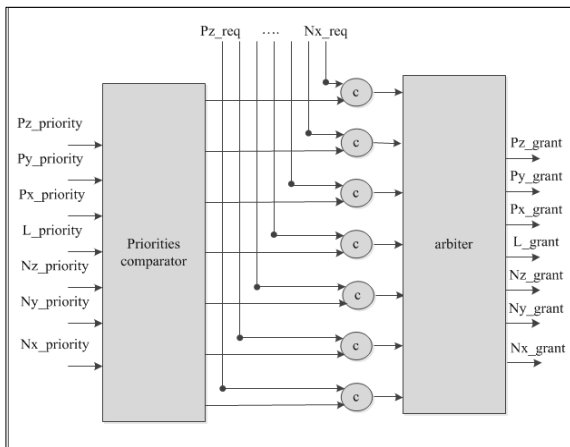 Pz_req .... Nx_req
Pz_priority
Py_priority
Px_priority
L_priority
Nz_priority
Ny_priority
Nx_priority
Priorities
comparator
c
c
c
c
c
c
c
arbiter
Pz_grant
Py_grant
Px_grant
L_grant
Nz_grant
Ny_grant
Nx_grant